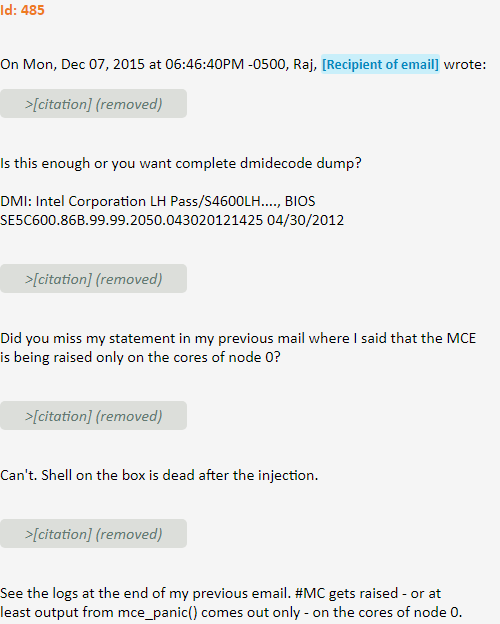 Id: 485
On Mon, Dec 07, 2015 at 06:46:40PM -0500, Raj, [Recipient of email] wrote:
>[citation] (removed)
Is this enough or you want complete dmidecode dump?
DMI: Intel Corporation LH Pass/S4600LH...., BIOS
SE5C600.86B.99.99.2050.043020121425 04/30/2012
>[citation] (removed)
Did you miss my statement in my previous mail where I said that the MCE
is being raised only on the cores of node 0?
>[citation] (removed)
Can't. Shell on the box is dead after the injection.
>[citation] (removed)
See the logs at the end of my previous email. #MC gets raised - or at
least output from mce_panic() comes out only - on the cores of node 0.